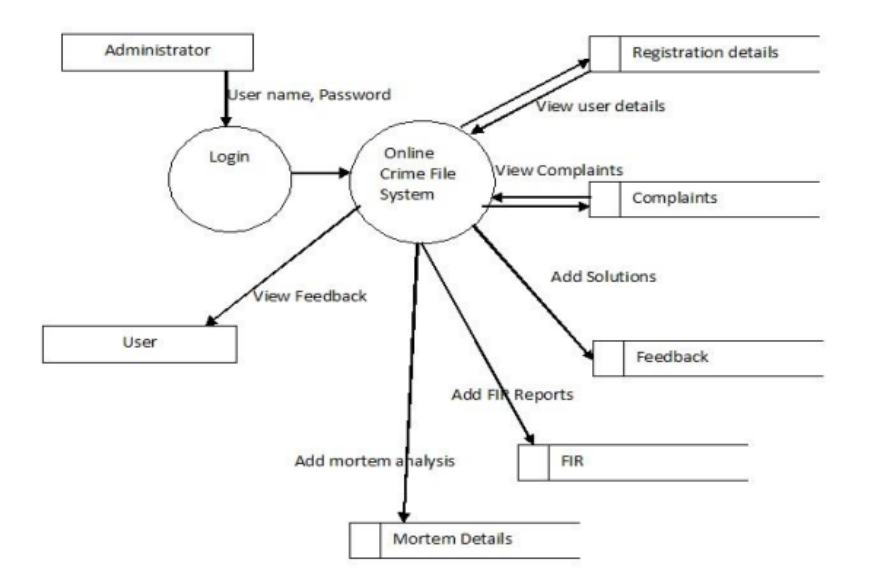 Administrator
Registration details
User name, Password
View user details
Login
Online
Crime File
System
View Complaints
Complaints
Add Solutions
View Feedback
User
Feedback
Add FIR Reports
Add mortem analysis
FIR
Mortem Details